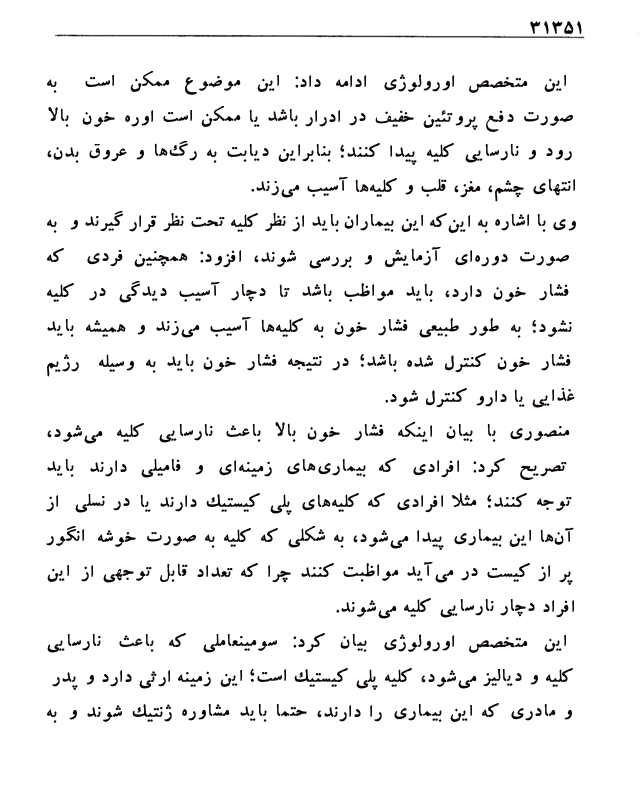 ۳۱۳۵۱
این متخصص اورولوژی ادامه داد: این موضوع ممکن است به
صورت دفع پروتئین خفیف در ادرار باشد یا ممکن است اوره خون بالا
رود و نارسایی کلیه پیدا کنند؛ بنابراین دیابت به رگ‌ها و عروق بدن،
انتهای چشم، مغز، قلب و کلیه‌ها آسیب می‌زند.
وی با اشاره به این‌که این بیماران باید از نظر کلیه تحت نظر قرار گیرند و به
صورت دوره‌ای آزمایش و بررسی شوند، افزود: همچنین فردی که
فشار خون دارد، باید مواظب باشد تا دچار آسیب دیدگی در کلیه
نشود؛ به طور طبیعی فشار خون به کلیه‌ها آسیب می‌زند و همیشه باید
فشار خون کنترل شده باشد؛ در نتیجه فشار خون باید به وسیله رژیم
غذایی یا دارو کنترل شود.
منصوری با بیان اینکه فشار خون بالا باعث نارسایی کلیه می‌شود،
تصریح کرد: افرادی که بیماری‌های زمینه‌ای و فامیلی دارند باید
توجه کنند؛ مثلا افرادی که کلیه‌های پلی کیستیك دارند یا در نسلی از
آن‌ها این بیماری پیدا می‌شود، به شکلی که کلیه به صورت خوشه انگور
پر از کیست در می‌آید مواظبت کنند چرا که تعداد قابل توجهی از این
افراد دچار نارسایی کلیه می‌شوند.
این متخصص اورولوژی بیان کرد: سومینعاملی که باعث نارسایی
کلیه و دیالیز می‌شود، کلیه پلی کیستیك است؛ این زمینه ارثی دارد و پدر
و مادری که این بیماری را دارند، حتما باید مشاوره ژنتیك شوند و به